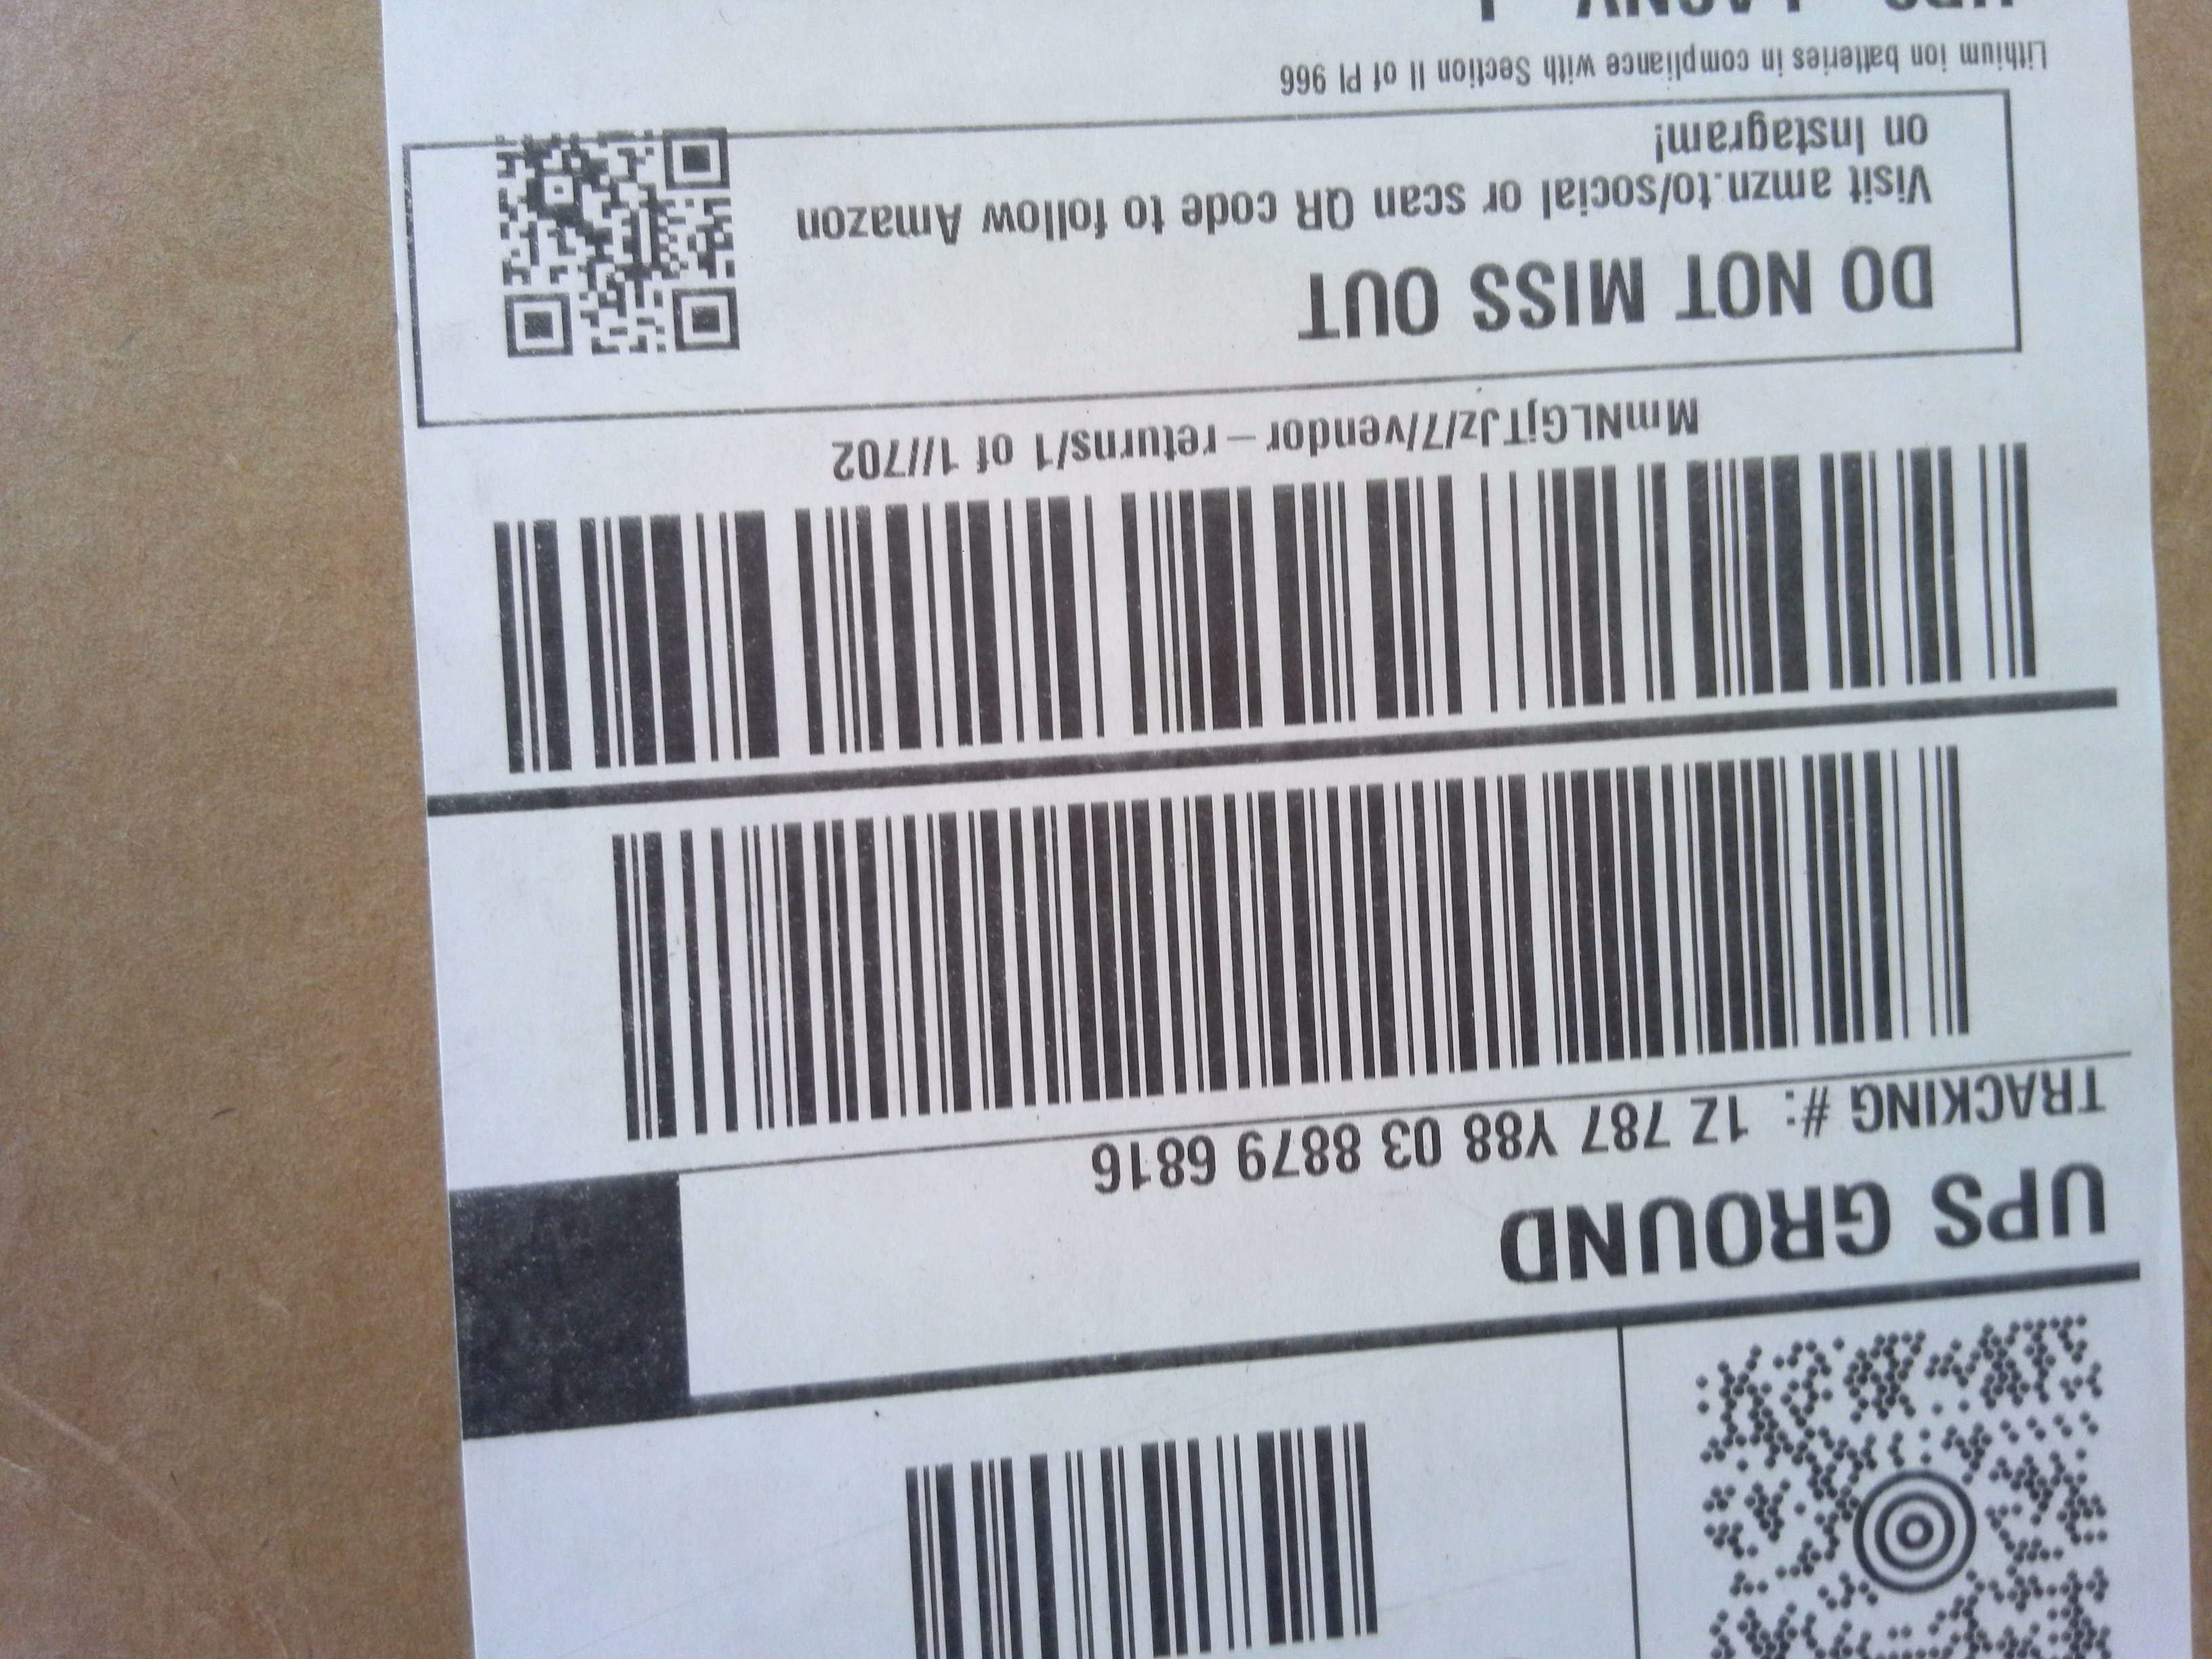 UPS GROUND
TRACKING #: 1Z 787 Y88 03 8879 6816
MmNLGjTJz/7/vendor – returns/1 of 1//702
DO NOT MISS OUT
Visit amzn.to/social or scan QR code to follow Amazon
on Instagram!
Lithium ion batteries in compliance with Section II of PI 966